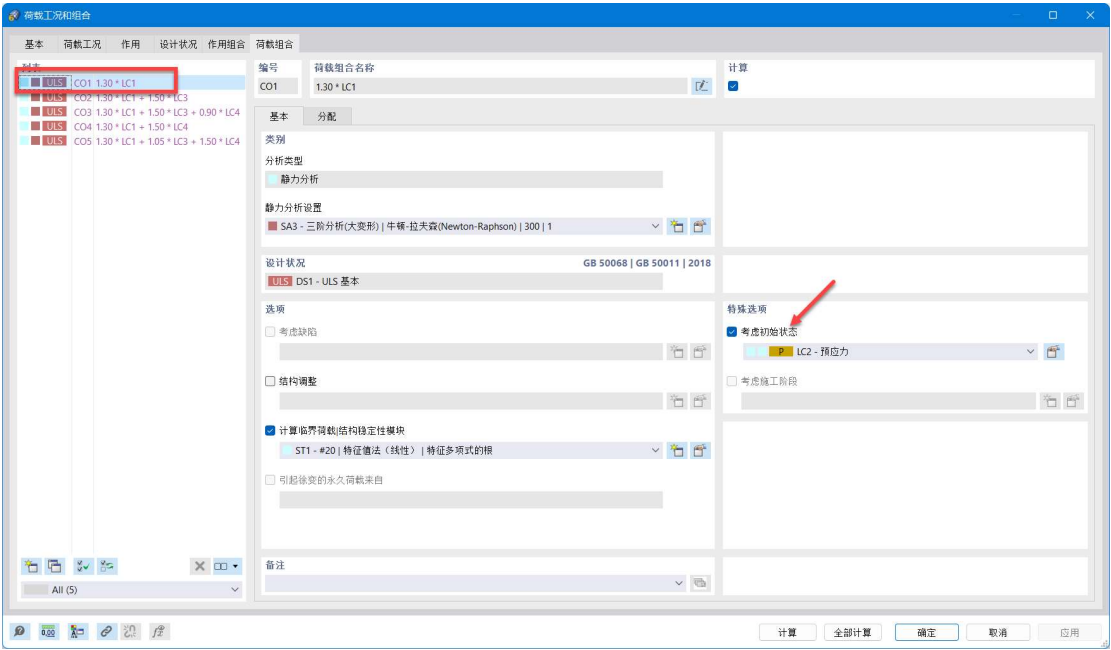 荷载工况和组合
基本 荷载工况 作用 设计状况 作用组合 荷载组合
列表
ULS CO1 1.30 * LC1
ULS CO2 1.30 * LC1 + 1.50 * LC3
ULS CO3 1.30 * LC1 + 1.50 * LC3 + 0.90 * LC4
ULS CO4 1.30 * LC1 + 1.50 * LC4
ULS CO5 1.30 * LC1 + 1.05 * LC3 + 1.50 * LC4
All (5)
编号
CO1
荷载组合名称
1.30 * LC1
计算
基本 分配
类别
分析类型
静力分析
静力分析设置
SA3 - 三阶分析(大变形) | 牛顿-拉夫森(Newton-Raphson) | 300 | 1
设计状况 GB 50068 | GB 50011 | 2018
ULS DS1 - ULS 基本
选项
考虑缺陷
结构调整
计算临界荷载|结构稳定性模块
ST1 - #20 | 特征值法（线性） | 特征多项式的根
引起徐变的永久荷载来自
特殊选项
考虑初始状态
P LC2 - 预应力
考虑施工阶段
备注
0,00
计算 全部计算 确定 取消 应用